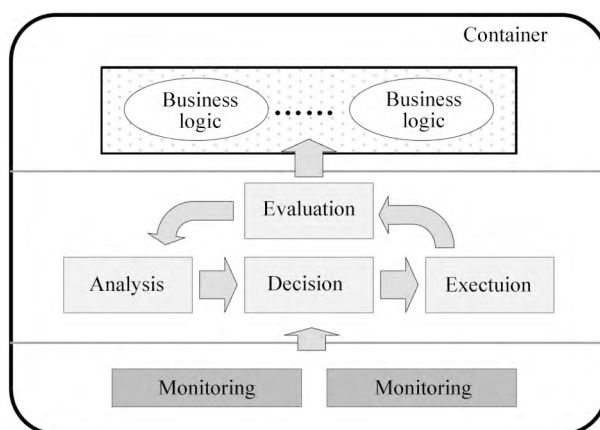 Container
Business
logic
......
Business
logic
Evaluation
Analysis
Decision
Exectuion
Monitoring
Monitoring